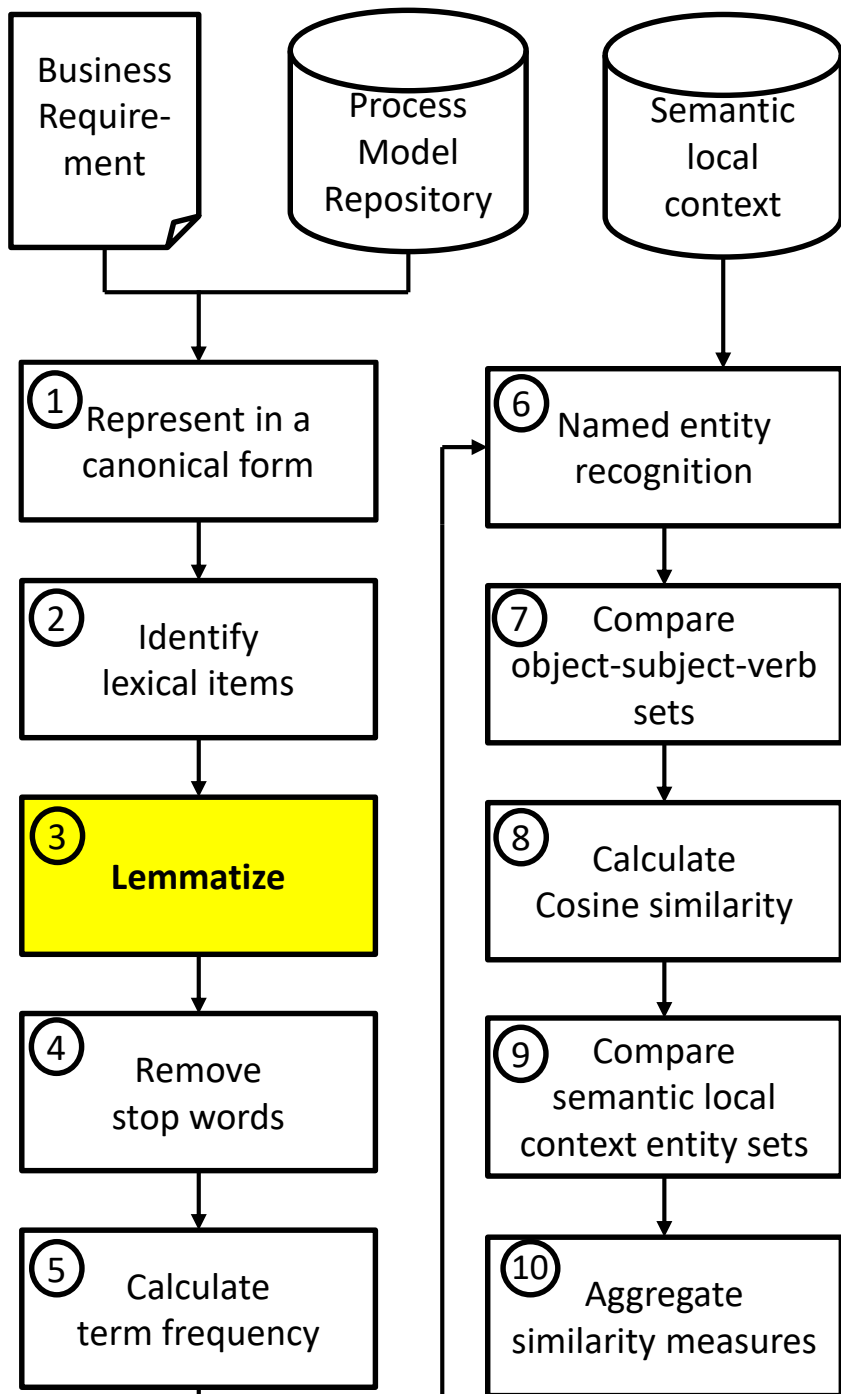 Business
Require-
ment
Process
Model
Repository
Semantic
local
context
1
Represent in a
canonical form
2
Identify
lexical items
3
Lemmatize
4
Remove
stop words
5
Calculate
term frequency
6
Named entity
recognition
7
Compare
object-subject-verb
sets
8
Calculate
Cosine similarity
9
Compare
semantic local
context entity sets
10
Aggregate
similarity measures